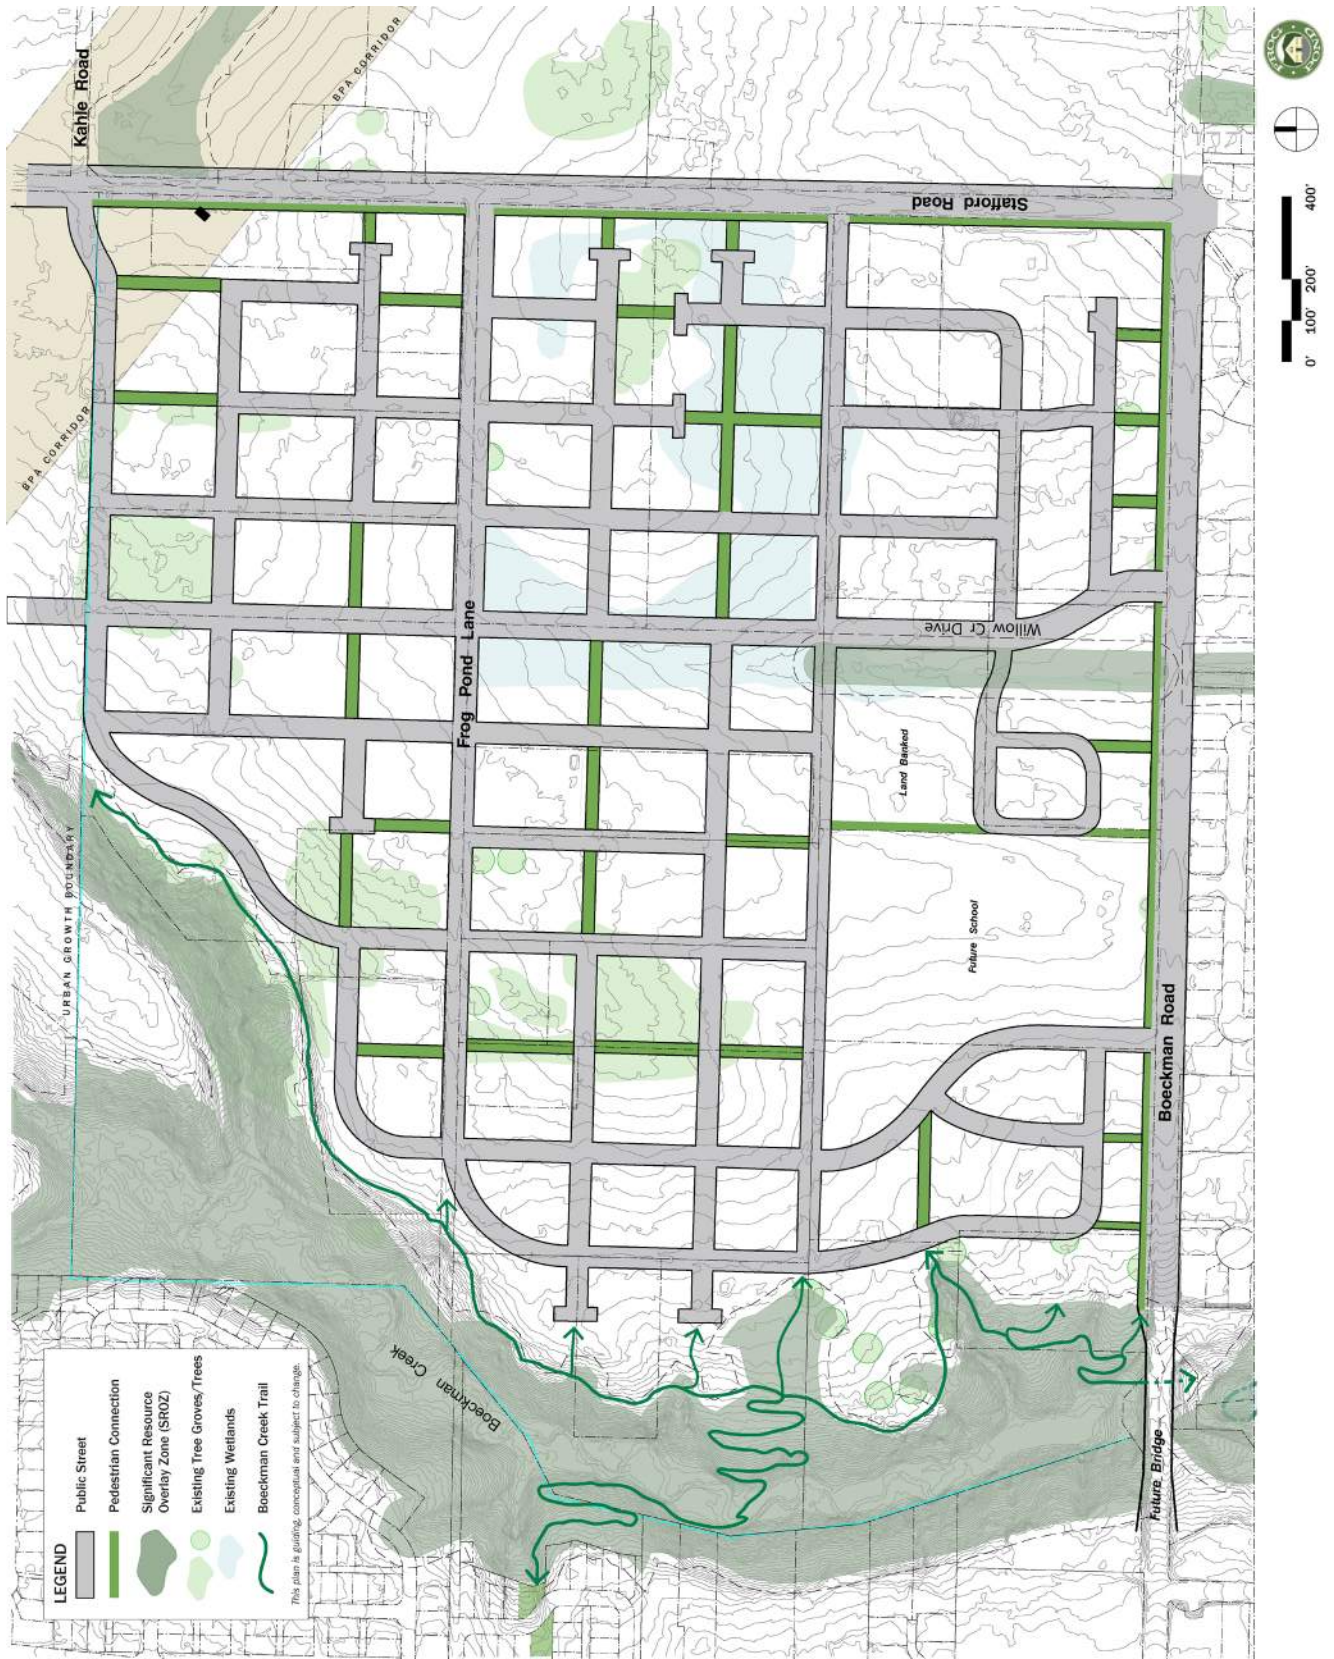 Kahle Road
BPA CORRIDOR
BPA CORRIDOR
Stafford Road
URBAN GROWTH BOUNDARY
Frog Pond Lane
Willow Cr Drive
Land Banked
Future School
Boeckman Road
Boeckman Creek
Future Bridge
LEGEND
Public Street
Pedestrian Connection
Significant Resource
Overlay Zone (SROZ)
Existing Tree Groves/Trees
Existing Wetlands
Boeckman Creek Trail
This plan is guiding, conceptual and subject to change.
0' 100' 200' 400'
FROG POND